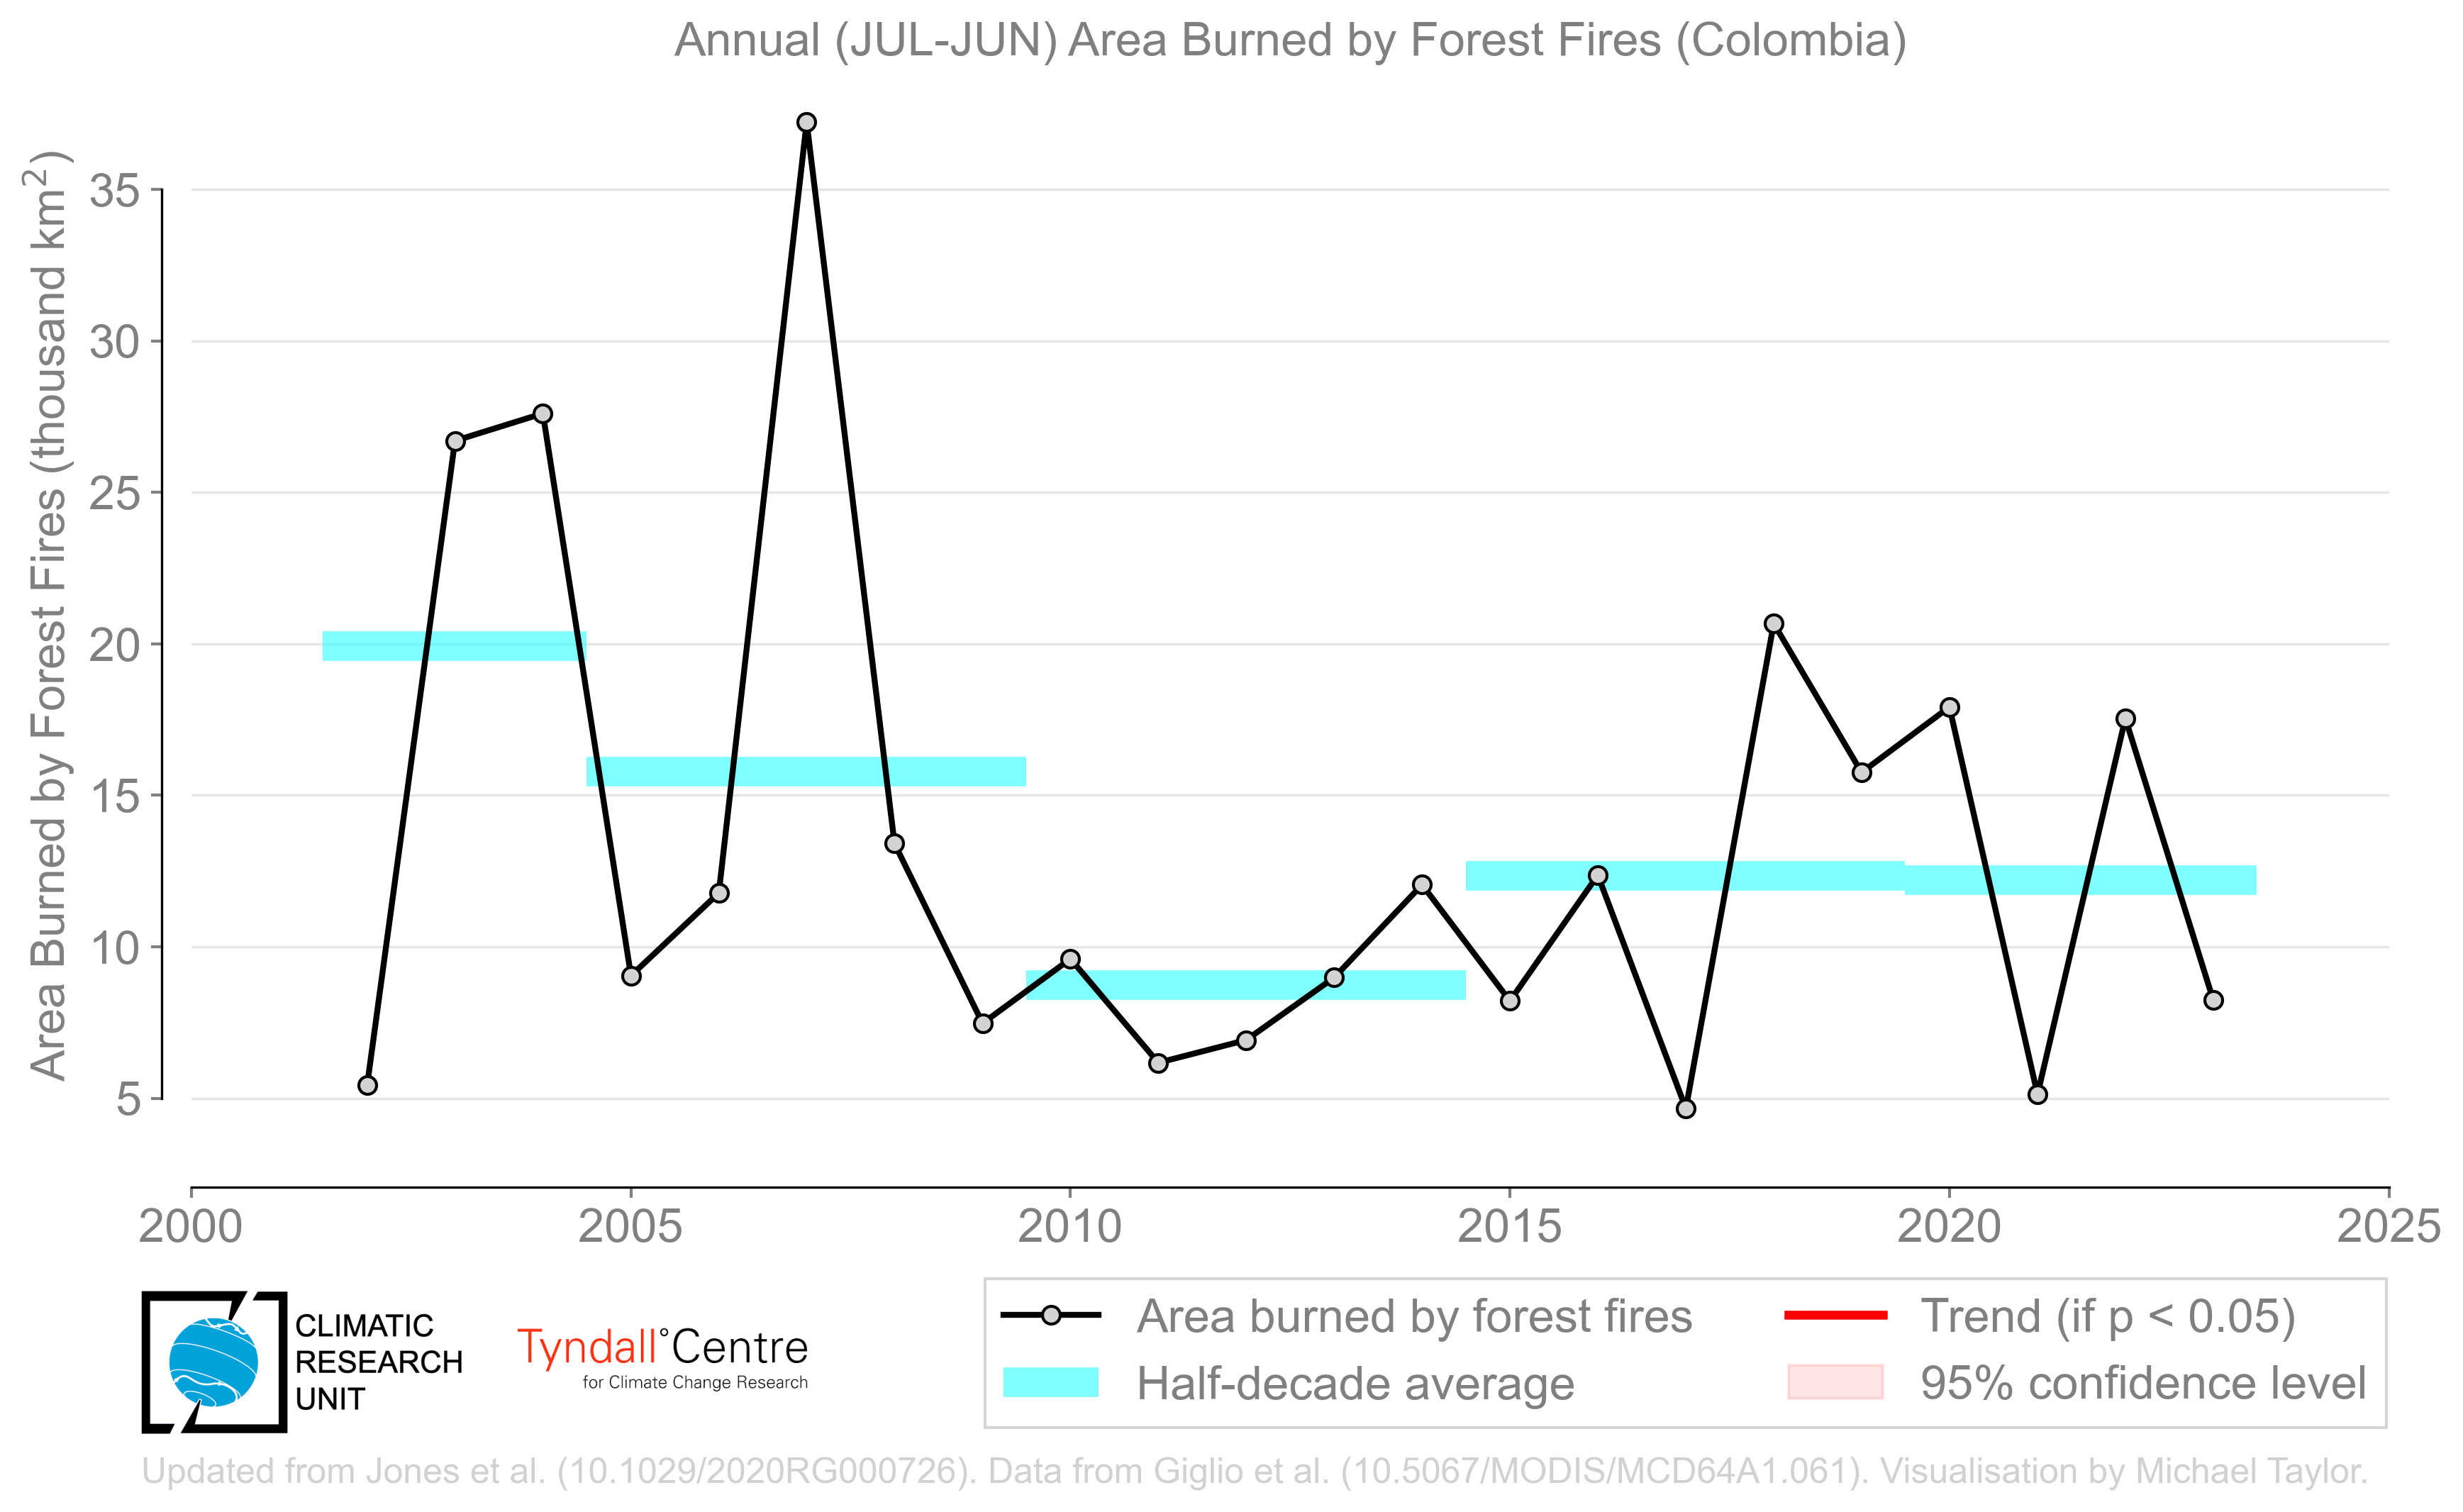 Annual (JUL-JUN) Area Burned by Forest Fires (Colombia)
Area Burned by Forest Fires (thousand km²)
35
30
25
20
15
10
5
2000
2005
2010
2015
2020
2025
CLIMATIC
RESEARCH
UNIT
Tyndall°Centre
for Climate Change Research
Area burned by forest fires
Half-decade average
Trend (if p < 0.05)
95% confidence level
Updated from Jones et al. (10.1029/2020RG000726). Data from Giglio et al. (10.5067/MODIS/MCD64A1.061). Visualisation by Michael Taylor.